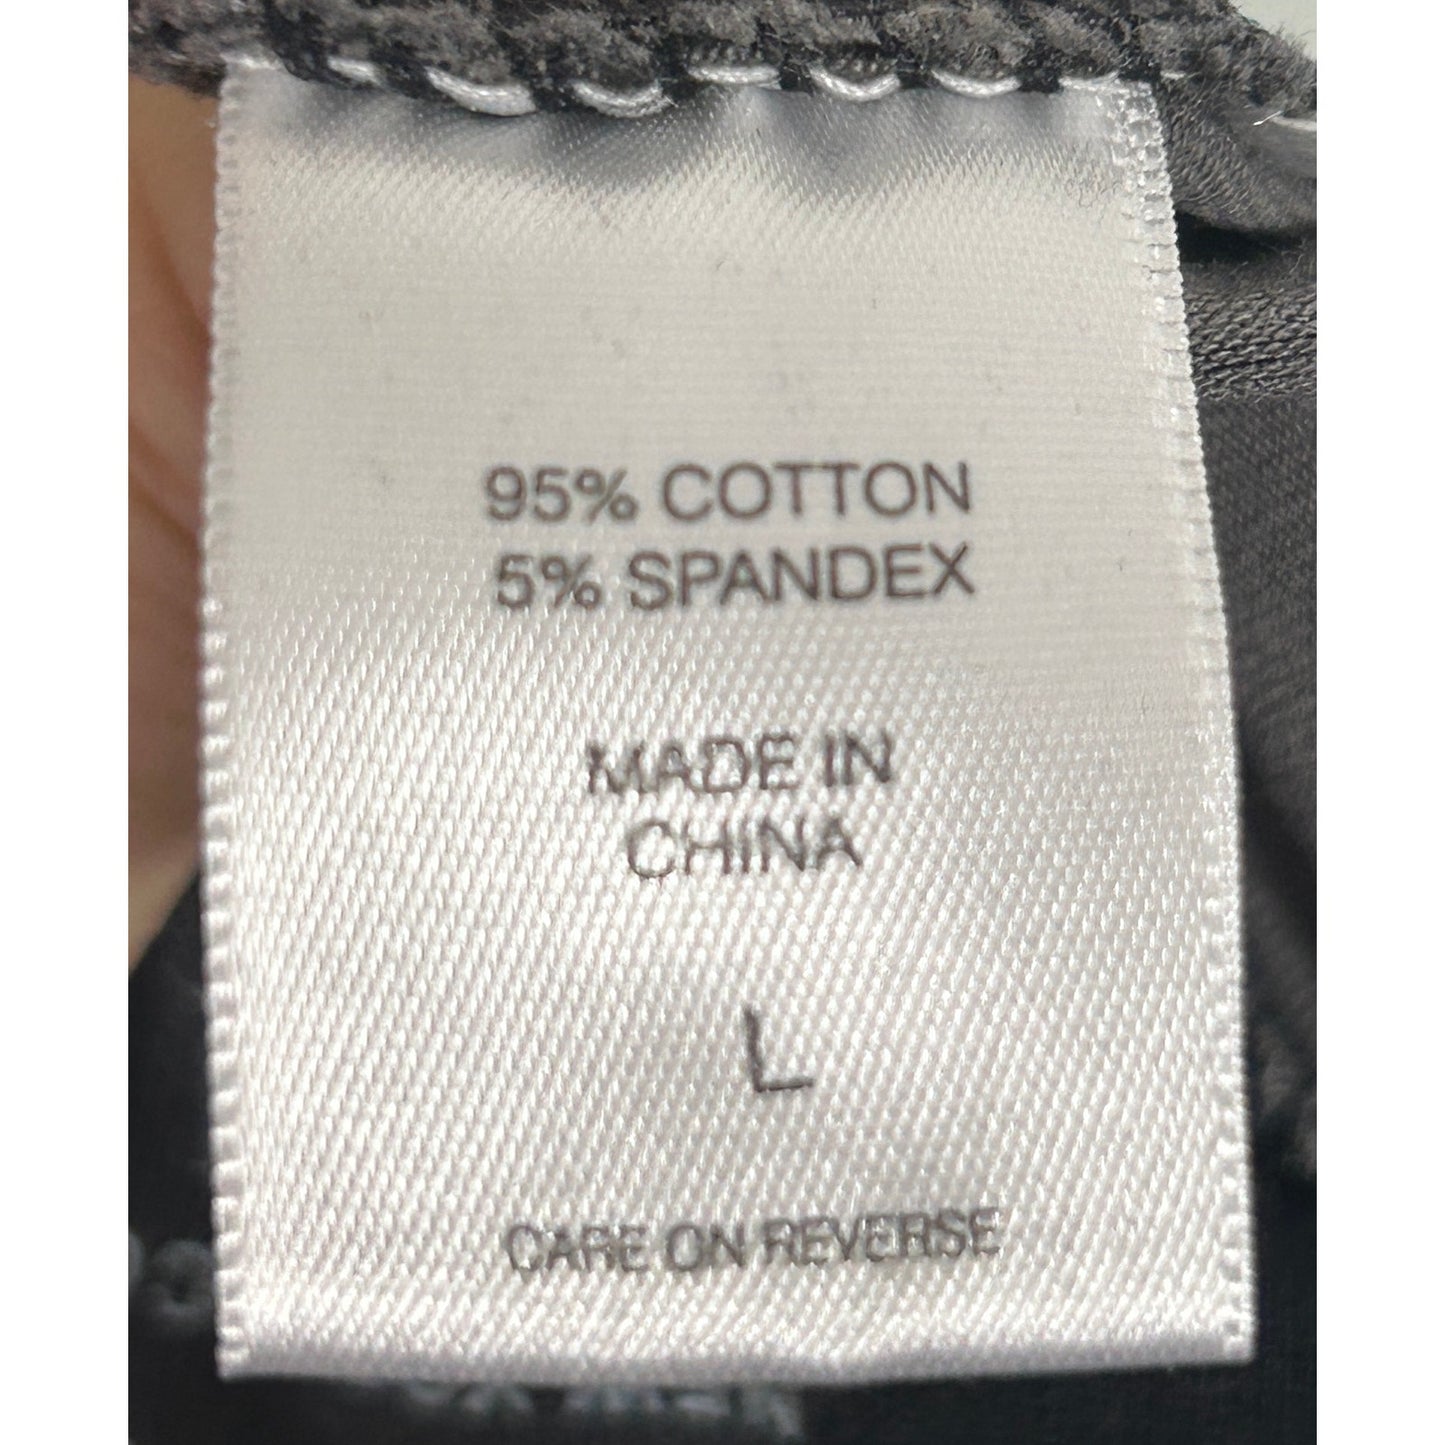 95% COTTON
5% SPANDEX
MADE IN
CHINA
L
CARE ON REVERSE